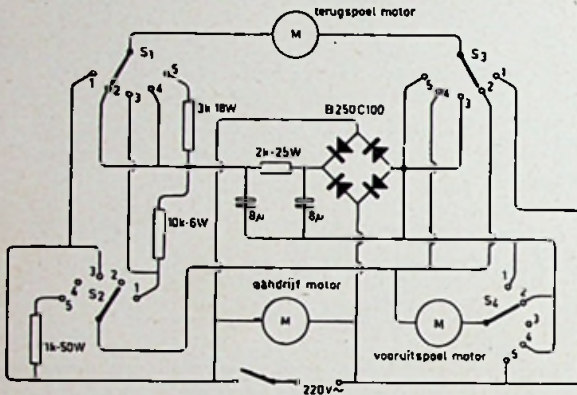 terugspoel motor
M
S1
S3
1
2
3
4
5
5
4
3
2
1
3k-18W
B250C100
2k-25W
8µ
8µ
10k-6W
3
2
4
S2
1
5
1k-50W
aandrijf motor
M
M
vooruitspoel motor
1
S4
2
3
4
5
220v~